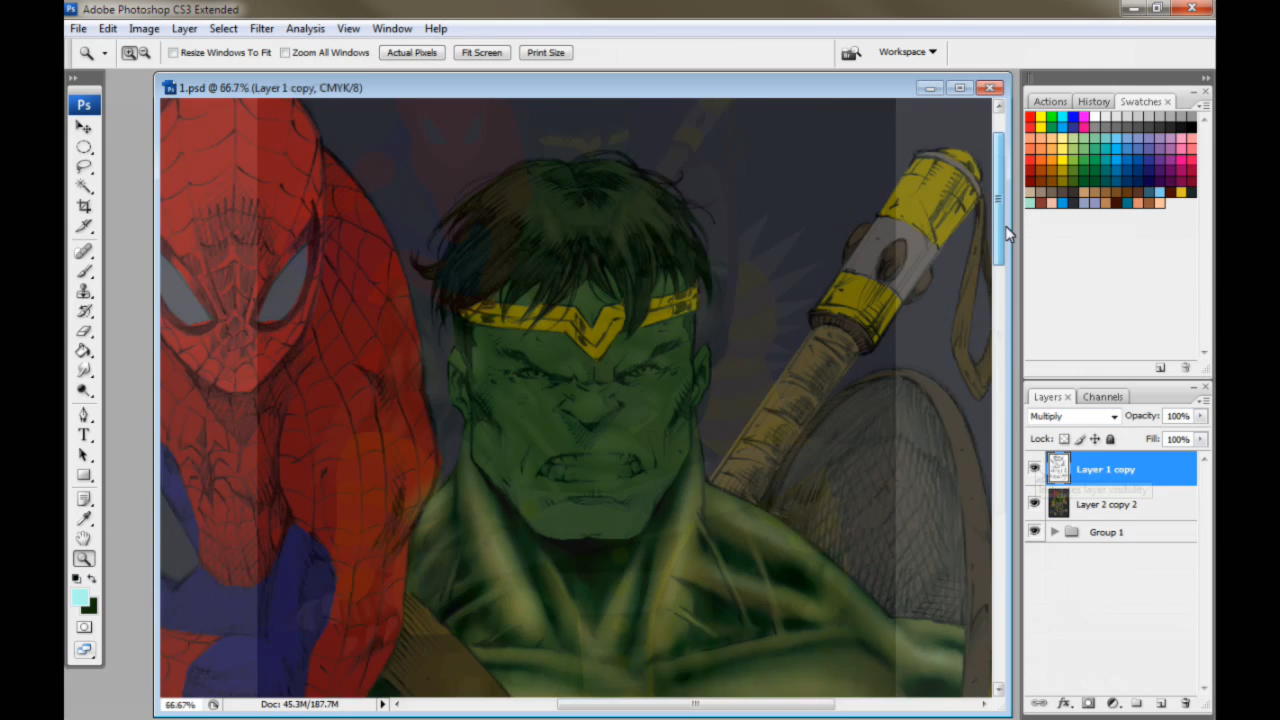 Adobe Photoshop CS3 Extended
File Edit Image Layer Select Filter Analysis View Window Help
Resize Windows To Fit Zoom All Windows Actual Pixels Fit Screen Print Size Workspace
Ps
1.psd @ 66.7% (Layer 1 copy, CMYK/8)
Actions History Swatches
Layers Channels
Multiply Opacity: 100%
Lock: Fill: 100%
Layer 1 copy
layer visibility
Layer 2 copy 2
Group 1
66.67% Doc: 45.3M/187.7M